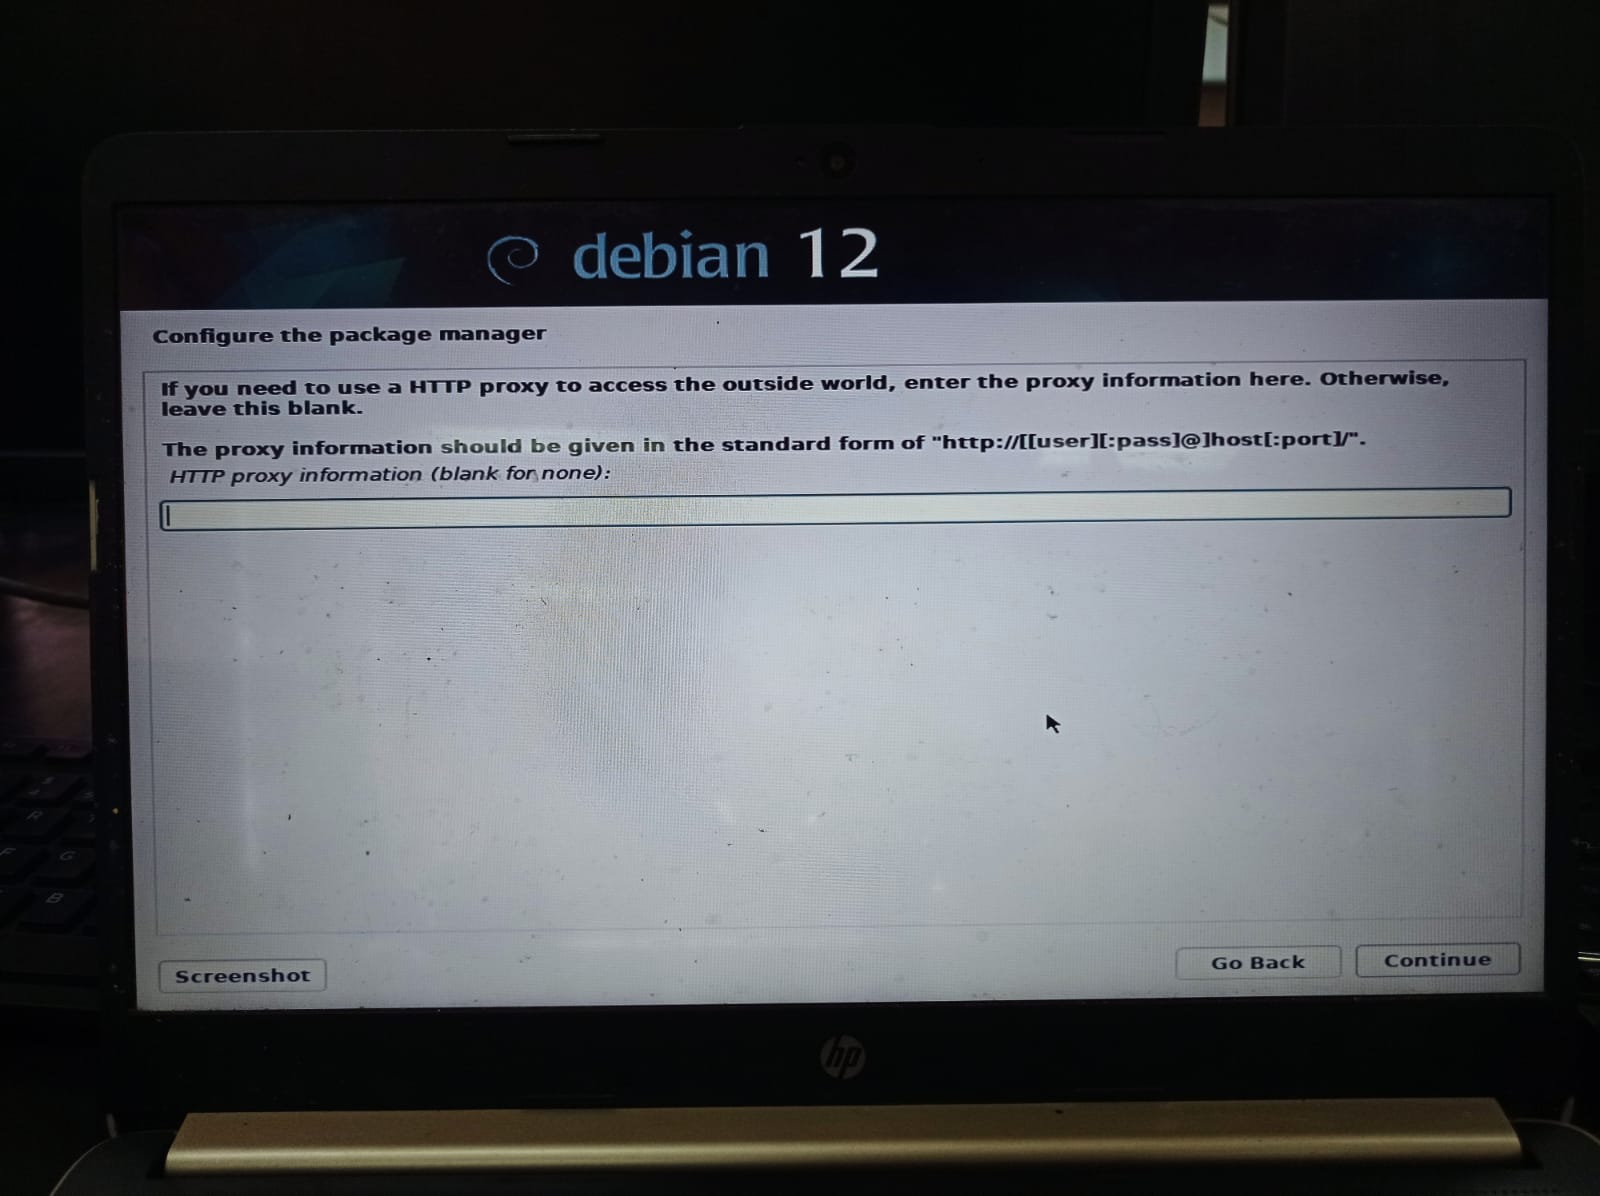 debian 12
Configure the package manager
If you need to use a HTTP proxy to access the outside world, enter the proxy information here. Otherwise,
leave this blank.
The proxy information should be given in the standard form of "http://[[user][:pass]@]host[:port]/".
HTTP proxy information (blank for none):
Screenshot
Go Back
Continue
hp
R
F
G
B